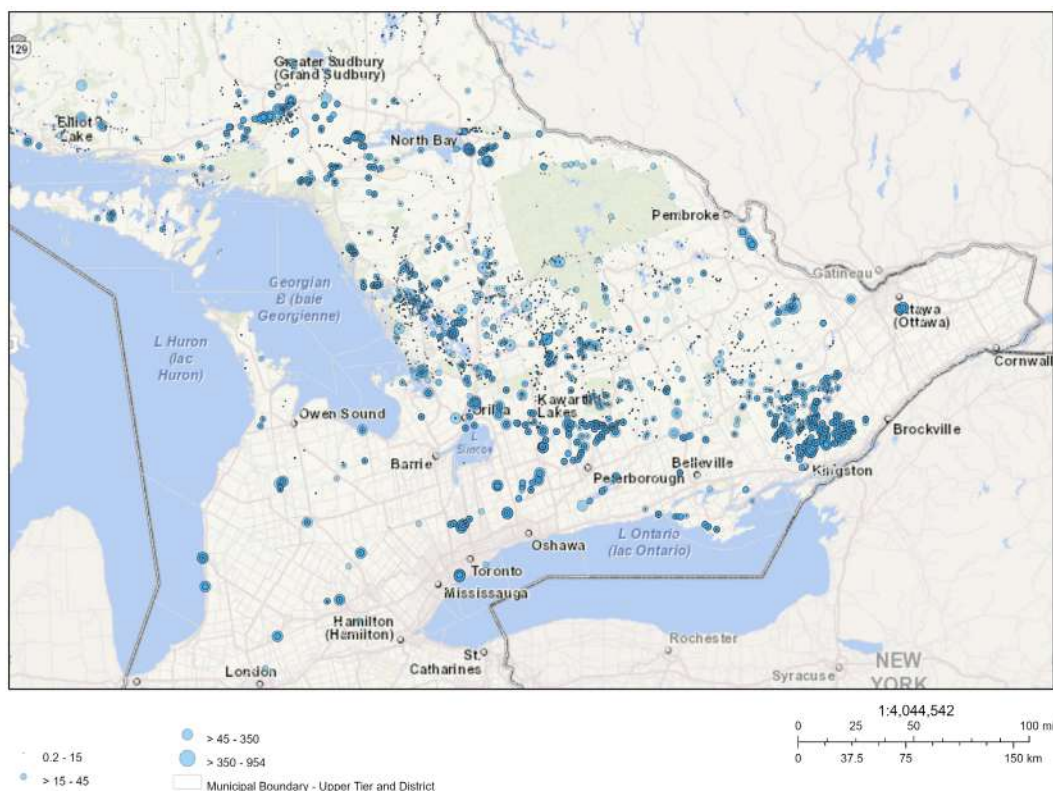 129
Greater Sudbury
(Grand Sudbury)
Elliot
Lake
North Bay
Pembroke
Gatineau
(Ottawa)
Cornwall
Georgian
B (baie
Georgienne)
L Huron
(lac
Huron)
Owen Sound
Orillia
Kawartha
Lakes
Brockville
Barrie
L
Simcoe
Peterborough
Belleville
Kingston
L Ontario
(lac Ontario)
Oshawa
Toronto
Mississauga
Hamilton
(Hamilton)
St.
Catharines
London
Rochester
Syracuse
NEW
YORK
0.2 - 15
> 15 - 45
> 45 - 350
> 350 - 954
Municipal Boundary - Upper Tier and District
1:4,044,542
0 25 50 100 mi
0 37.5 75 150 km